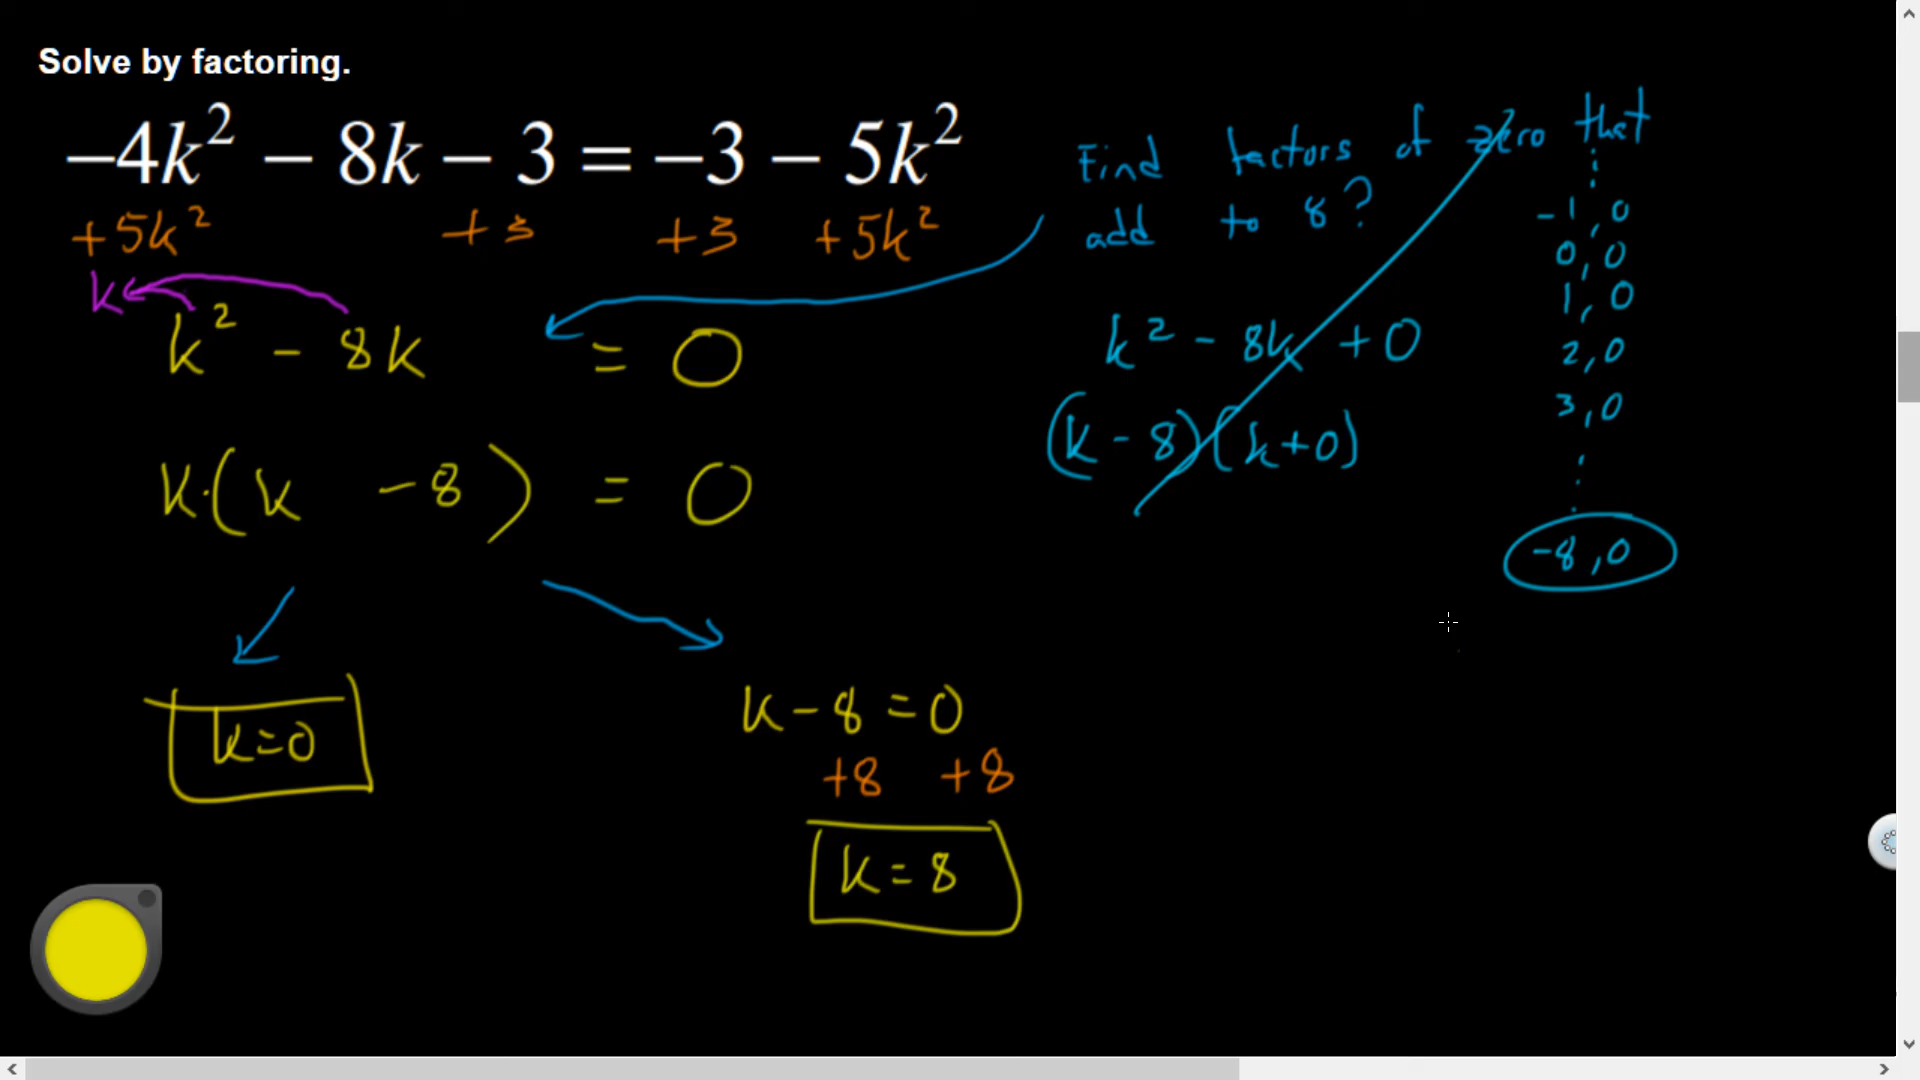 Solve by factoring.
−4k² − 8k − 3 = −3 − 5k²
+5k² +3 +3 +5k²
k
k² − 8k = 0
k·(k − 8) = 0
k=0
k − 8 = 0
+8 +8
k = 8
Find factors of zero that
add to 8?
k² − 8k + 0
(k − 8)(k + 0)
-1, 0
0, 0
1, 0
2, 0
3, 0
-8, 0